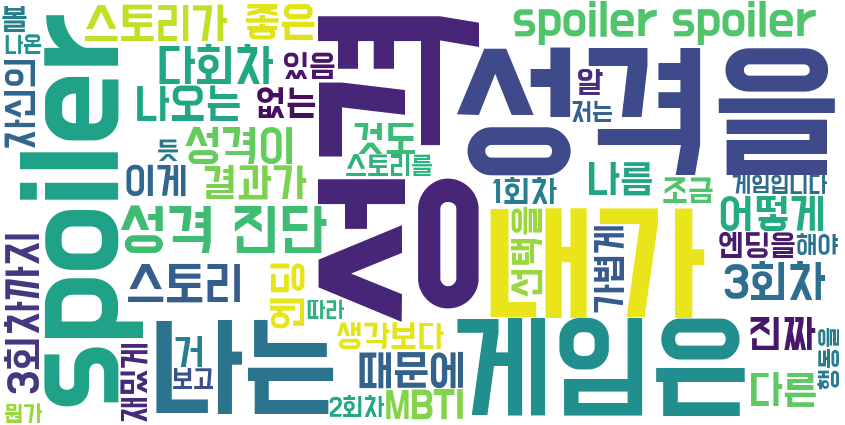 볼
나온
스토리가 좋은
spoiler spoiler
다회차
있음
나오는
없는
성격
성격을
알
저는
자신의
spoiler
듯
성격이
것도
스토리를
이게
결과가
1회차
나름
조금
게임입니다
성격 진단
내가
선택을
가볍게
어떻게
엔딩을
해야
3회차까지
스토리
엔딩
따라
3회차
나는
게임은
생각보다
진짜
행동을
재밌게
거
보고
때문에
다른
뭔가
2회차
MBTI